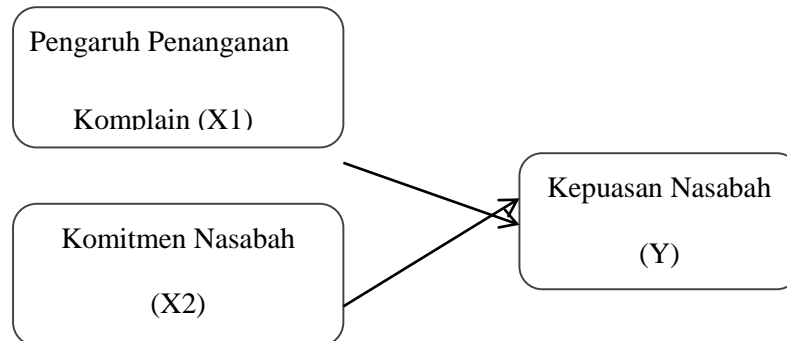 Pengaruh Penanganan
Komplain (X1)
Kepuasan Nasabah
(Y)
Komitmen Nasabah
(X2)